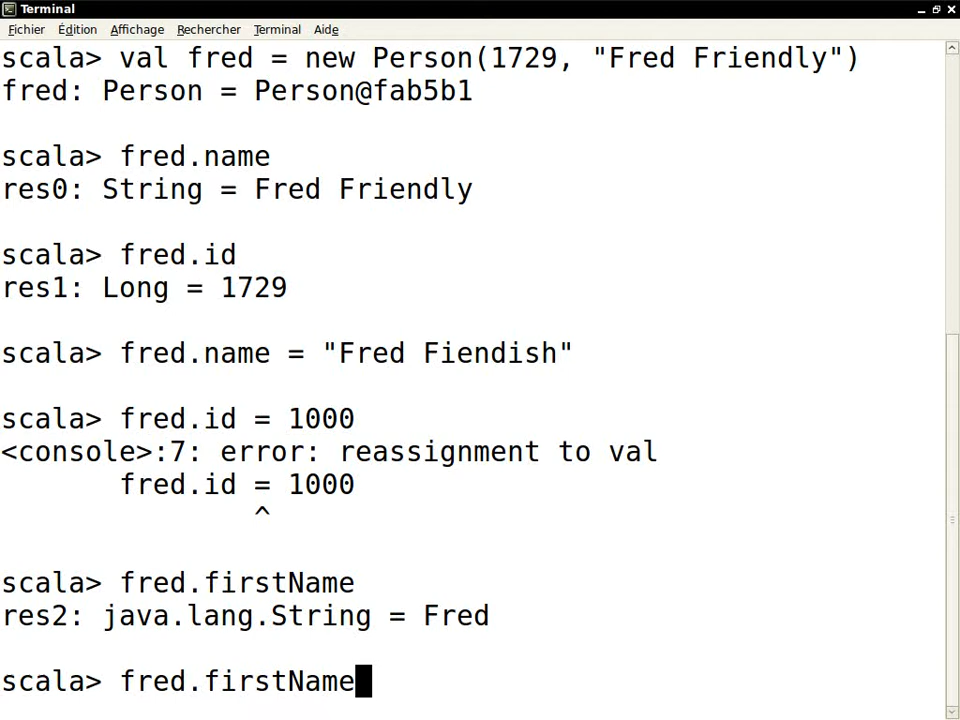 Terminal
Fichier Édition Affichage Rechercher Terminal Aide
scala> val fred = new Person(1729, "Fred Friendly")
fred: Person = Person@fab5b1
scala> fred.name
res0: String = Fred Friendly
scala> fred.id
res1: Long = 1729
scala> fred.name = "Fred Fiendish"
scala> fred.id = 1000
<console>:7: error: reassignment to val
       fred.id = 1000
               ^
scala> fred.firstName
res2: java.lang.String = Fred
scala> fred.firstName